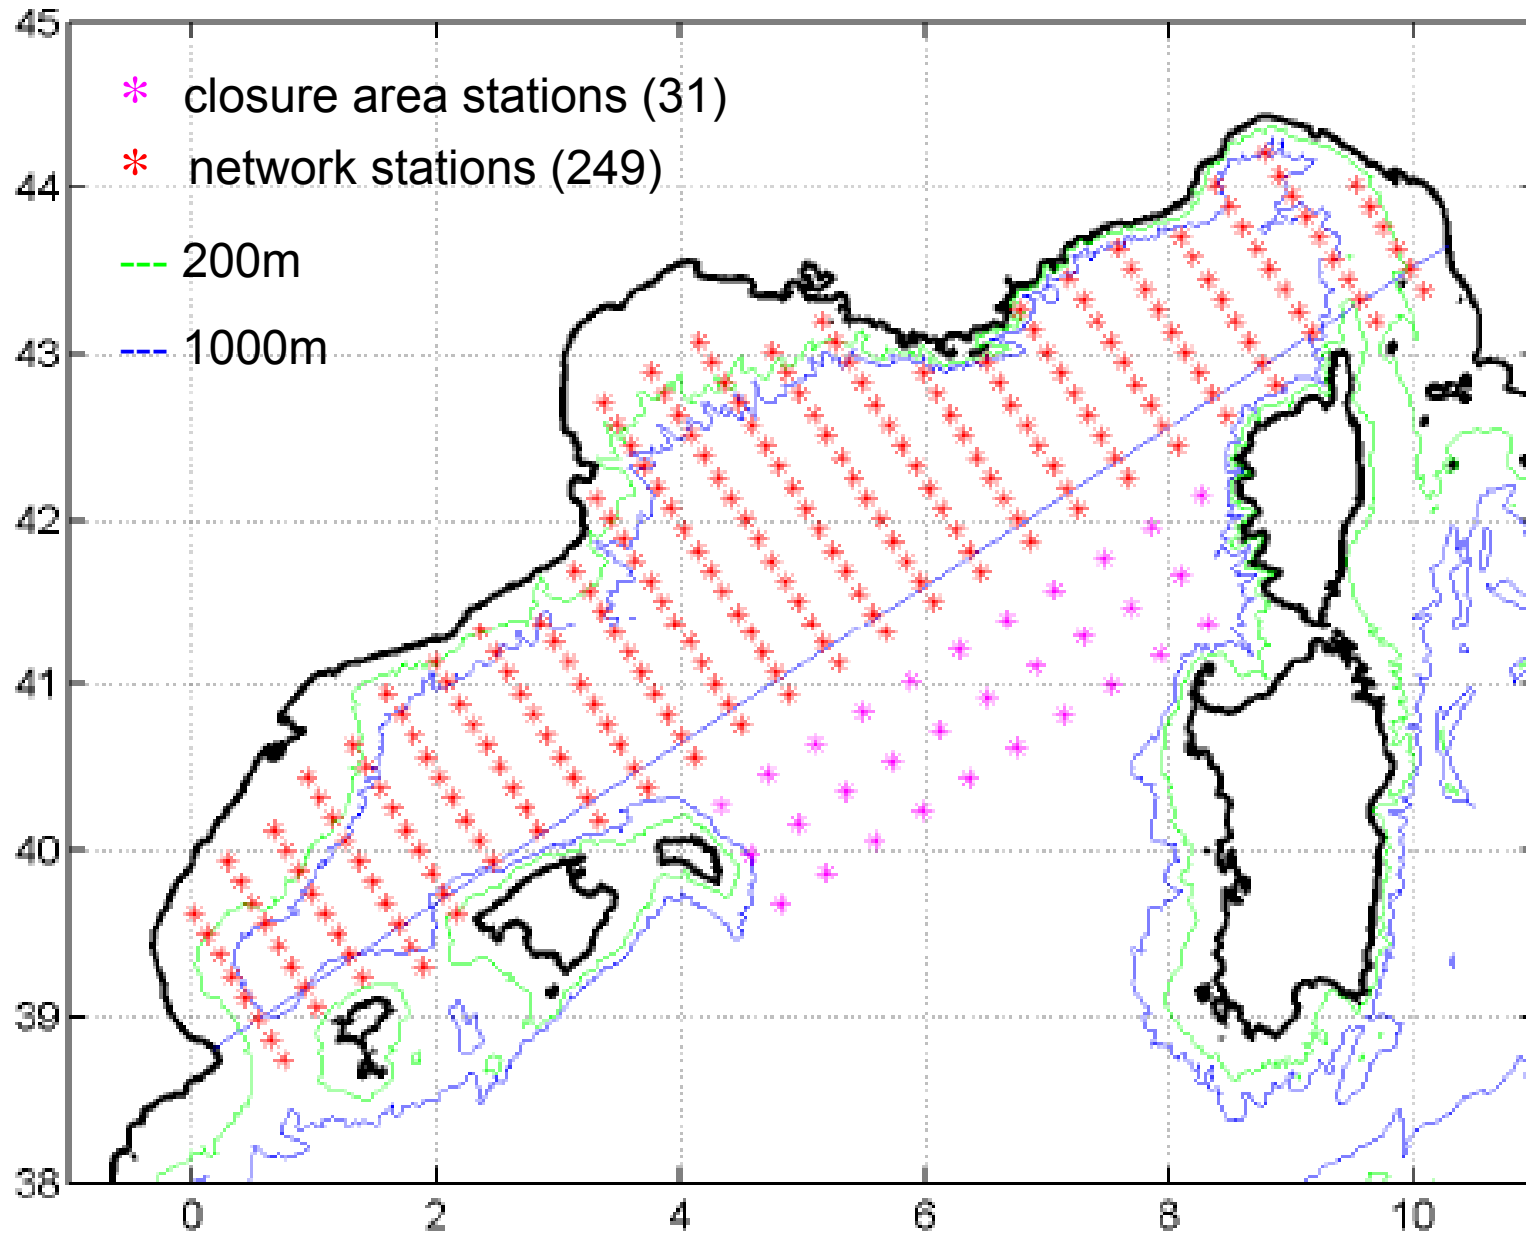 45
* closure area stations (31)
* network stations (249)
44
--- 200m
--- 1000m
43
42
41
40
39
38
0 2 4 6 8 10